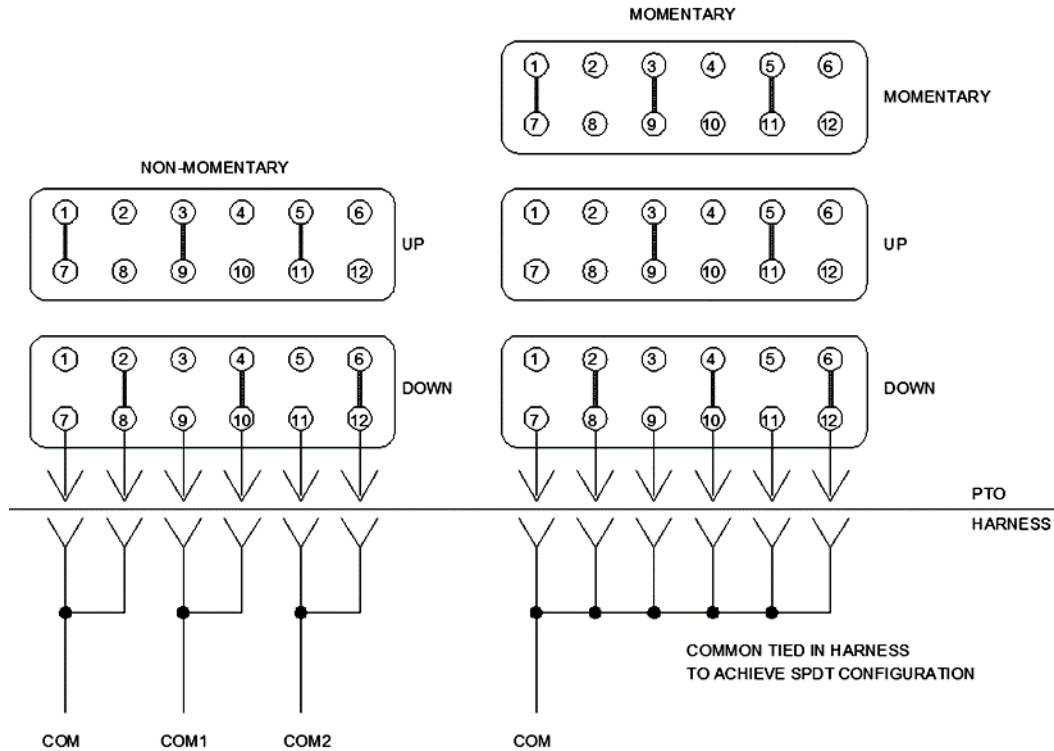 MOMENTARY
1 2 3 4 5 6
MOMENTARY
7 8 9 10 11 12
NON-MOMENTARY
1 2 3 4 5 6
UP
7 8 9 10 11 12
1 2 3 4 5 6
UP
7 8 9 10 11 12
1 2 3 4 5 6
DOWN
7 8 9 10 11 12
1 2 3 4 5 6
DOWN
7 8 9 10 11 12
PTO
HARNESS
COMMON TIED IN HARNESS
TO ACHIEVE SPDT CONFIGURATION
COM COM1 COM2 COM